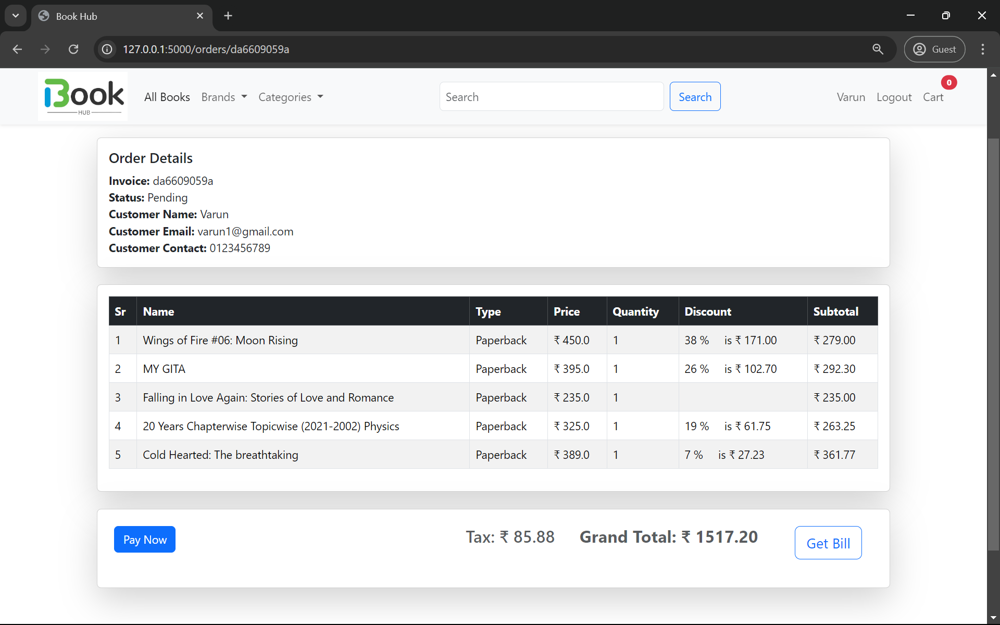 Book Hub
127.0.0.1:5000/orders/da6609059a
Guest
Book
HUB
All Books Brands Categories Search Search Varun Logout Cart 0
Order Details
Invoice: da6609059a
Status: Pending
Customer Name: Varun
Customer Email: varun1@gmail.com
Customer Contact: 0123456789
Sr Name Type Price Quantity Discount Subtotal
1 Wings of Fire #06: Moon Rising Paperback ₹ 450.0 1 38 % is ₹ 171.00 ₹ 279.00
2 MY GITA Paperback ₹ 395.0 1 26 % is ₹ 102.70 ₹ 292.30
3 Falling in Love Again: Stories of Love and Romance Paperback ₹ 235.0 1 ₹ 235.00
4 20 Years Chapterwise Topicwise (2021-2002) Physics Paperback ₹ 325.0 1 19 % is ₹ 61.75 ₹ 263.25
5 Cold Hearted: The breathtaking Paperback ₹ 389.0 1 7 % is ₹ 27.23 ₹ 361.77
Pay Now Tax: ₹ 85.88 Grand Total: ₹ 1517.20 Get Bill